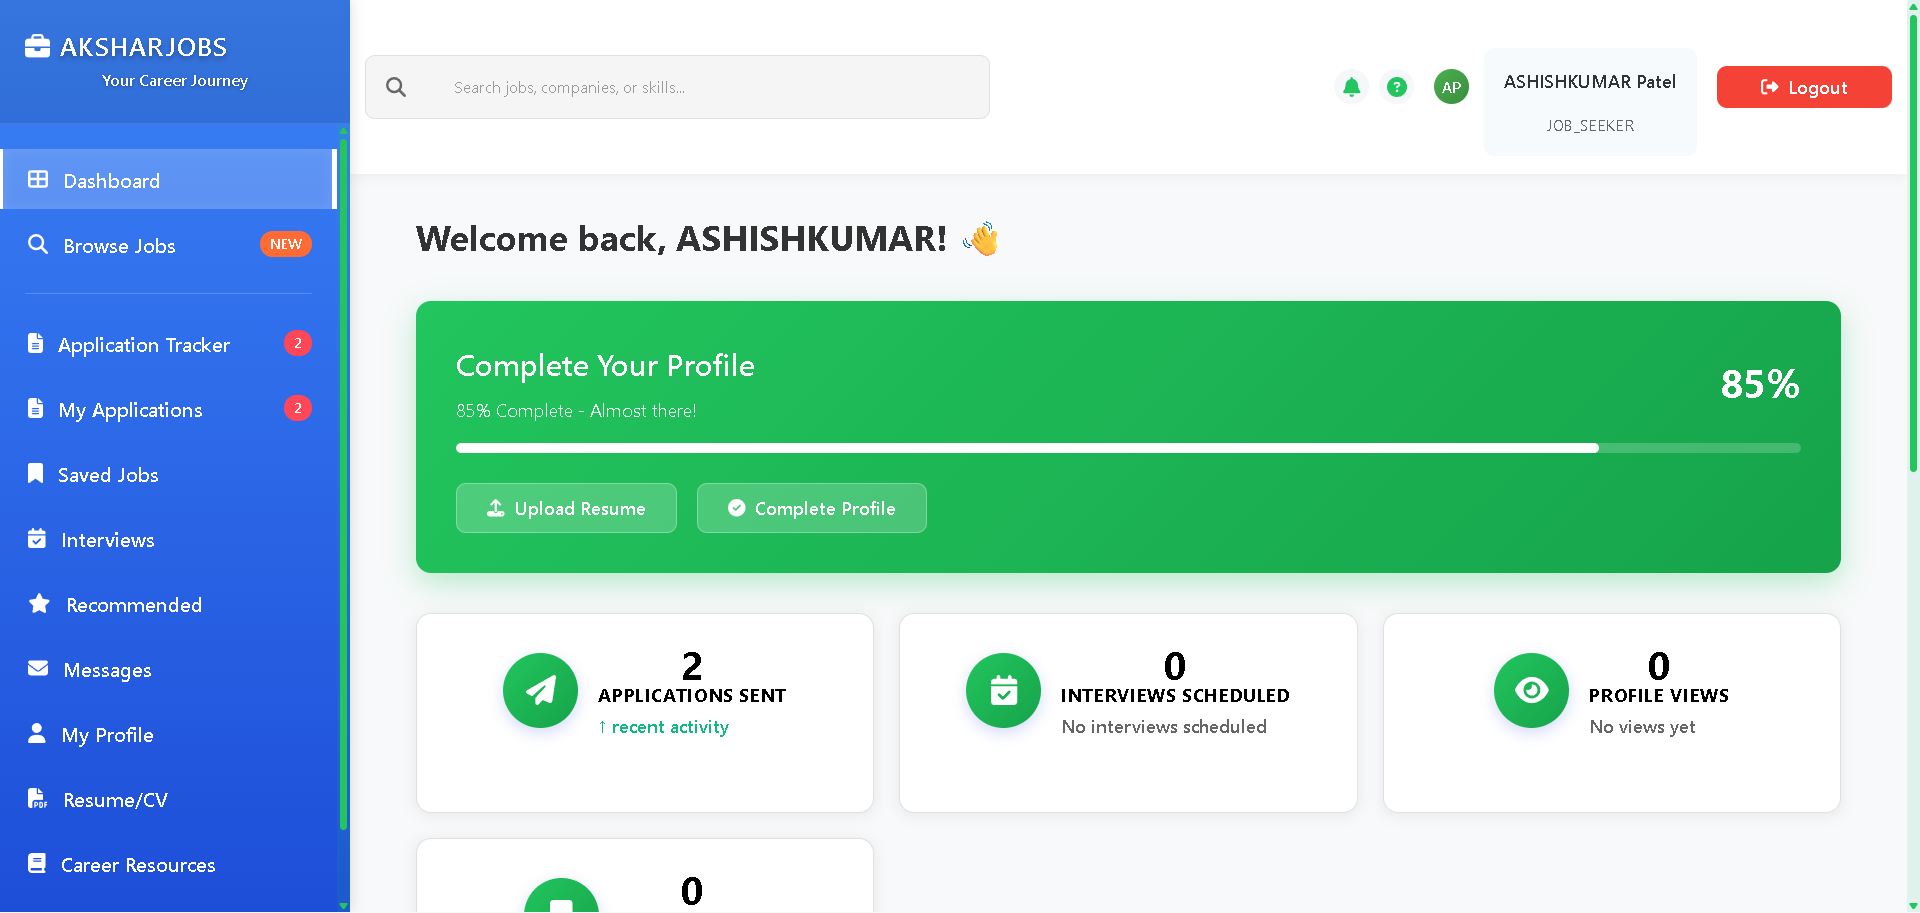 AKSHARJOBS
Your Career Journey
Dashboard
Browse Jobs NEW
Application Tracker 2
My Applications 2
Saved Jobs
Interviews
Recommended
Messages
My Profile
PDF Resume/CV
Career Resources
Search jobs, companies, or skills...
?
AP
ASHISHKUMAR Patel
JOB_SEEKER
Logout
Welcome back, ASHISHKUMAR!
Complete Your Profile
85% Complete - Almost there!
85%
Upload Resume
Complete Profile
2
APPLICATIONS SENT
↑ recent activity
0
INTERVIEWS SCHEDULED
No interviews scheduled
0
PROFILE VIEWS
No views yet
0